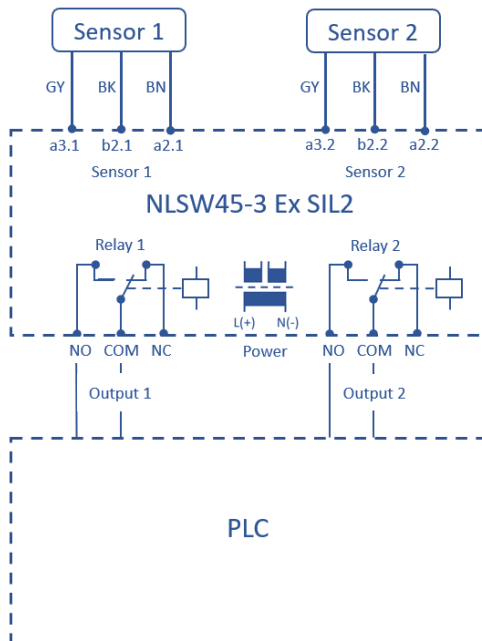 Sensor 1 Sensor 2
GY BK BN GY BK BN
a3.1 b2.1 a2.1 a3.2 b2.2 a2.2
Sensor 1 Sensor 2
NLSW45-3 Ex SIL2
Relay 1 Relay 2
L(+) N(-)
NO COM NC Power NO COM NC
Output 1 Output 2
PLC